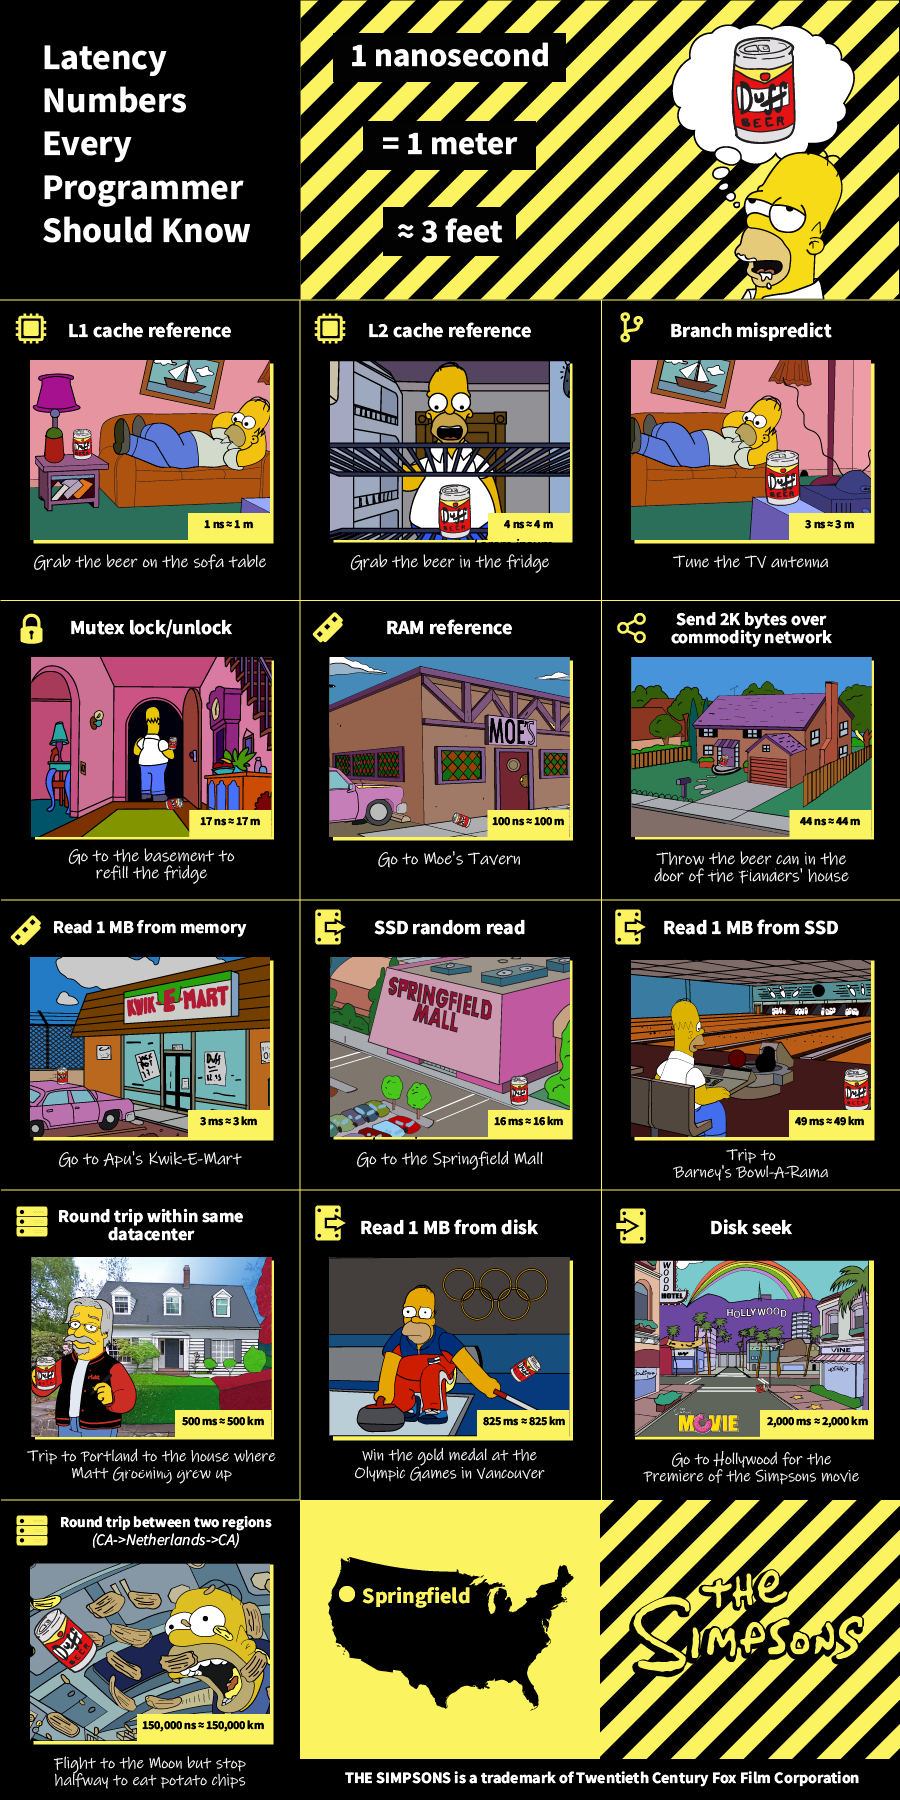 Latency
Numbers
Every
Programmer
Should Know
1 nanosecond
= 1 meter
≈ 3 feet
Duff
BEER
L1 cache reference
L2 cache reference
Branch mispredict
Duff
BEER
Duff
BEER
Duff
BEER
1 ns ≈ 1 m
4 ns ≈ 4 m
3 ns ≈ 3 m
Grab the beer on the sofa table
Grab the beer in the fridge
Tune the TV antenna
Mutex lock/unlock
RAM reference
Send 2K bytes over
commodity network
MOE'S
17 ns ≈ 17 m
100 ns ≈ 100 m
44 ns ≈ 44 m
Go to the basement to
refill the fridge
Go to Moe's Tavern
Throw the beer can in the
door of the Flanders' house
Read 1 MB from memory
SSD random read
Read 1 MB from SSD
KWIK-E-MART
SPRINGFIELD
MALL
Duff
3 ms ≈ 3 km
16 ms ≈ 16 km
49 ms ≈ 49 km
Go to Apu's Kwik-E-Mart
Go to the Springfield Mall
Trip to
Barney's Bowl-A-Rama
Round trip within same
datacenter
Read 1 MB from disk
Disk seek
WOOD
HOTEL
HOLLYWOOD
VINE
MOVIE
500 ms ≈ 500 km
825 ms ≈ 825 km
2,000 ms ≈ 2,000 km
Trip to Portland to the house where
Matt Groening grew up
Win the gold medal at the
Olympic Games in Vancouver
Go to Hollywood for the
Premiere of the Simpsons movie
Round trip between two regions
(CA->Netherlands->CA)
Duff
BEER
150,000 ns ≈ 150,000 km
Flight to the Moon but stop
halfway to eat potato chips
Springfield
THE
SIMPSONS
THE SIMPSONS is a trademark of Twentieth Century Fox Film Corporation